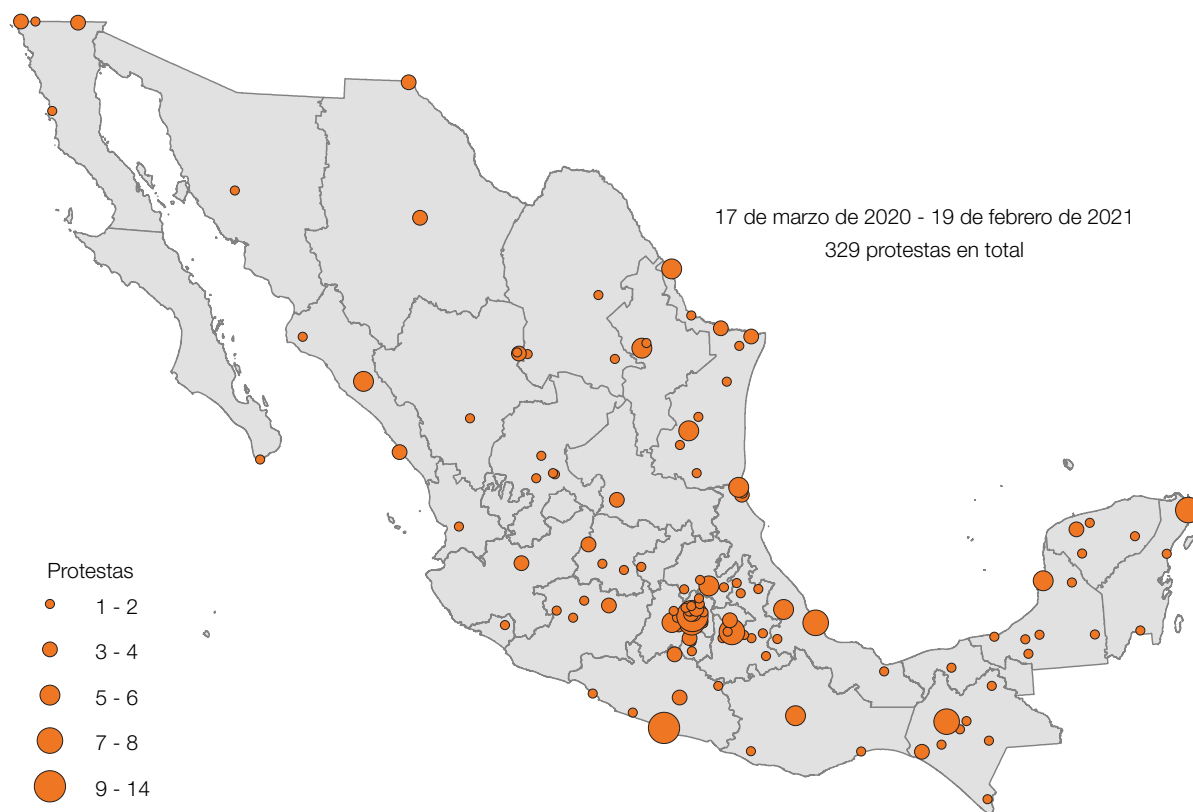 17 de marzo de 2020 - 19 de febrero de 2021
329 protestas en total
Protestas
1 - 2
3 - 4
5 - 6
7 - 8
9 - 14